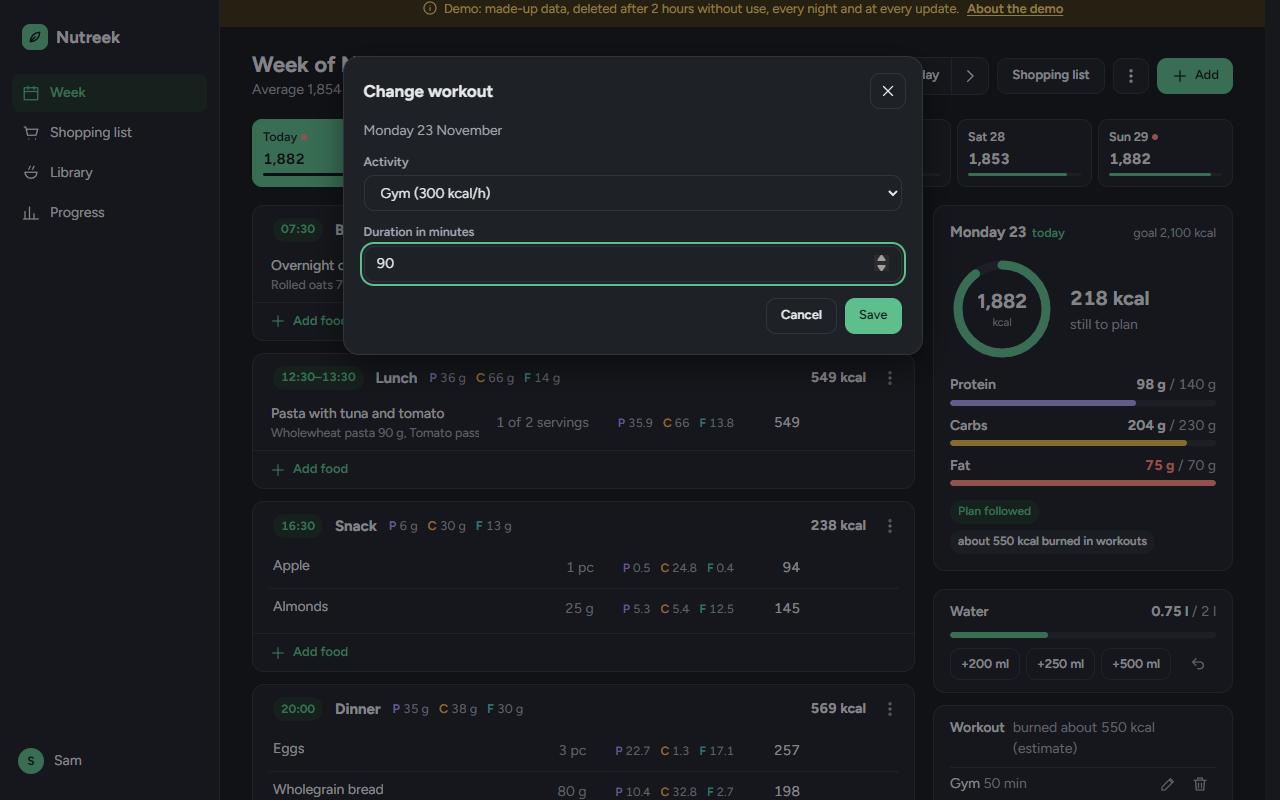 Demo: made-up data, deleted after 2 hours without use, every night and at every update. About the demo
Nutreek
Week
Shopping list
Library
Progress
S Sam
Week of
Average 1,854
Shopping list
Add
Today
1,882
Sat 28
1,853
Sun 29
1,882
Change workout
Monday 23 November
Activity
Gym (300 kcal/h)
Duration in minutes
90
Cancel
Save
07:30
Overnight
Rolled oats 7
Add food
12:30–13:30 Lunch P 36 g C 66 g F 14 g 549 kcal
Pasta with tuna and tomato
Wholewheat pasta 90 g, Tomato pass
1 of 2 servings P 35.9 C 66 F 13.8 549
Add food
16:30 Snack P 6 g C 30 g F 13 g 238 kcal
Apple 1 pc P 0.5 C 24.8 F 0.4 94
Almonds 25 g P 5.3 C 5.4 F 12.5 145
Add food
20:00 Dinner P 35 g C 38 g F 30 g 569 kcal
Eggs 3 pc P 22.7 C 1.3 F 17.1 257
Wholegrain bread 80 g P 10.4 C 32.8 F 2.7 198
Monday 23 today goal 2,100 kcal
1,882
kcal
218 kcal
still to plan
Protein 98 g / 140 g
Carbs 204 g / 230 g
Fat 75 g / 70 g
Plan followed
about 550 kcal burned in workouts
Water 0.75 l / 2 l
+200 ml +250 ml +500 ml
Workout burned about 550 kcal
(estimate)
Gym 50 min